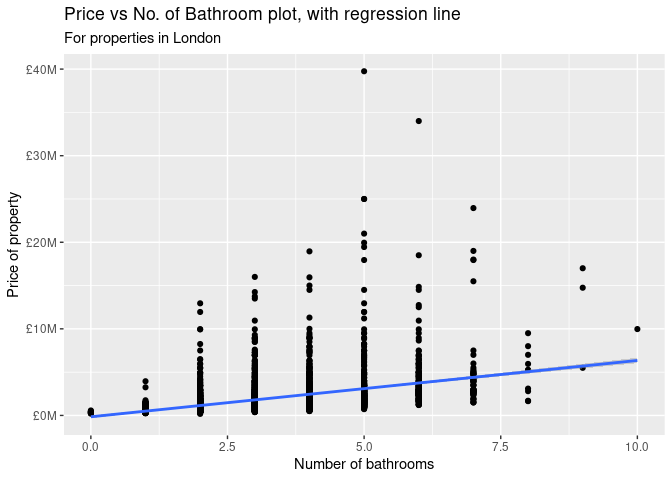 Price vs No. of Bathroom plot, with regression line
For properties in London
£40M
£30M
£20M
£10M
£0M
Price of property
0.0 2.5 5.0 7.5 10.0
Number of bathrooms